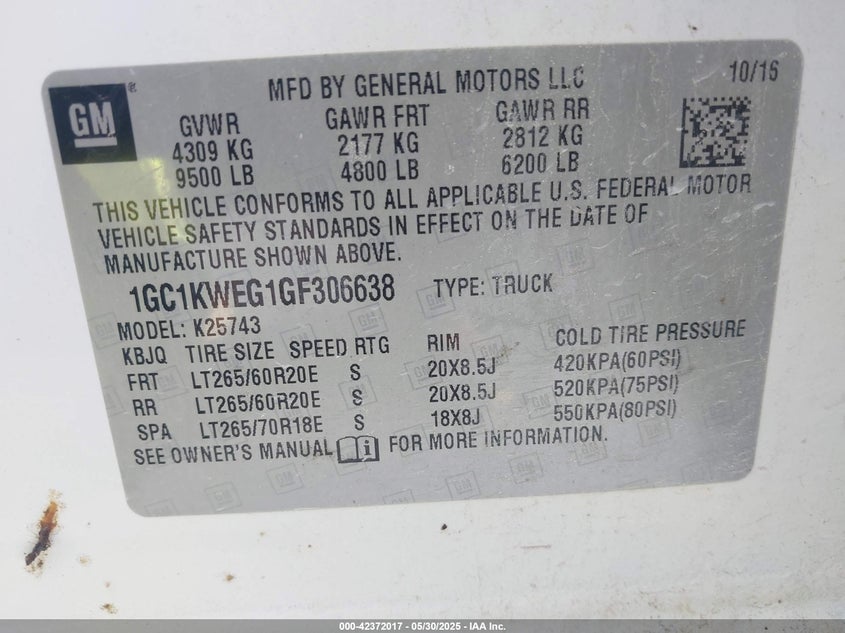 GM ®
MFD BY GENERAL MOTORS LLC 10/15
GVWR GAWR FRT GAWR RR
4309 KG 2177 KG 2812 KG
9500 LB 4800 LB 6200 LB
THIS VEHICLE CONFORMS TO ALL APPLICABLE U.S. FEDERAL MOTOR
VEHICLE SAFETY STANDARDS IN EFFECT ON THE DATE OF
MANUFACTURE SHOWN ABOVE.
1GC1KWEG1GF306638 TYPE: TRUCK
MODEL: K25743
KBJQ TIRE SIZE SPEED RTG RIM COLD TIRE PRESSURE
FRT LT265/60R20E S 20X8.5J 420KPA(60PSI)
RR LT265/60R20E S 20X8.5J 520KPA(75PSI)
SPA LT265/70R18E S 18X8J 550KPA(80PSI)
SEE OWNER'S MANUAL FOR MORE INFORMATION.
000-42372017 - 05/30/2025 - IAA Inc.